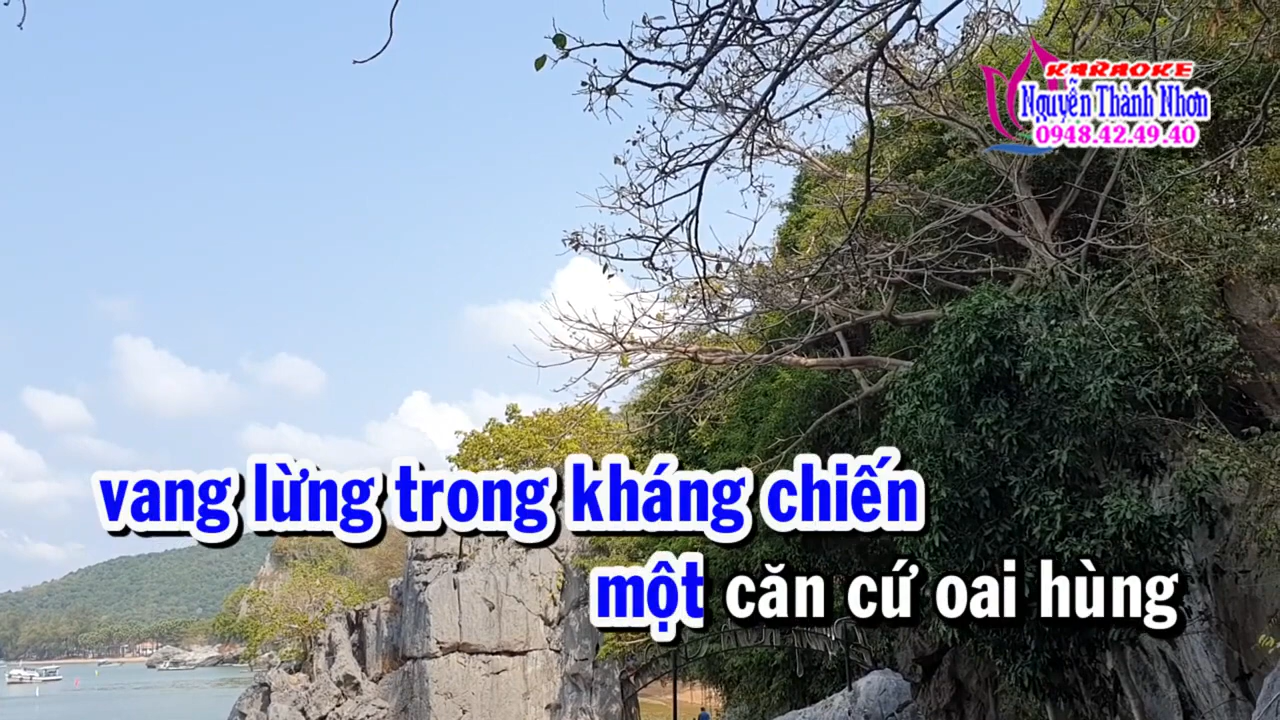 KARAOKE
Nguyễn Thành Nhơn
0948.42.49.40
vang lừng trong kháng chiến
một căn cứ oai hùng